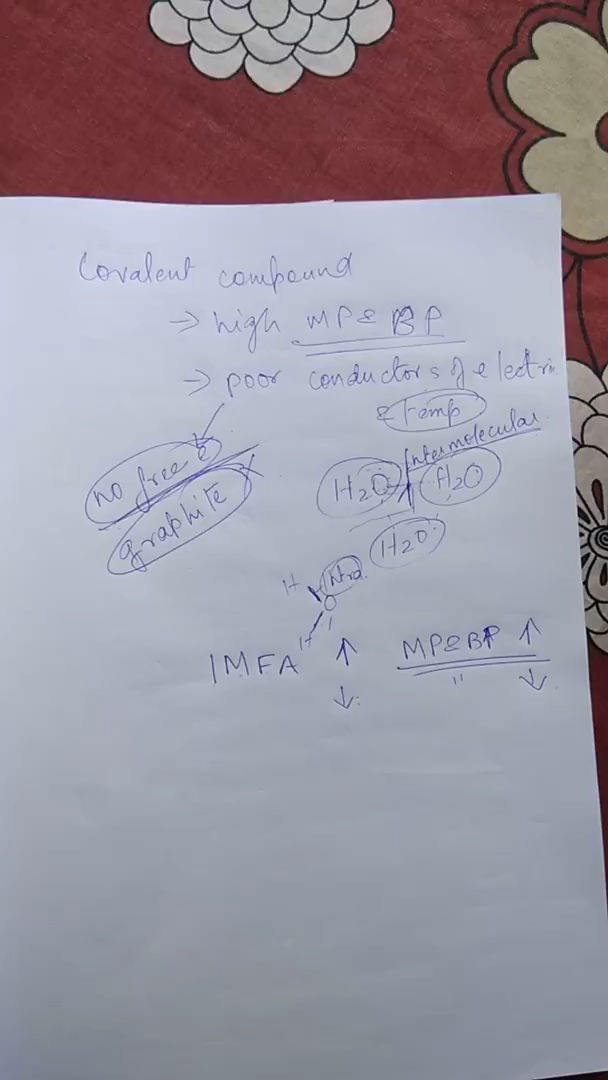 Covalent compound
→ high MP & BP
→ poor conductors of electri
& temp
no free e
graphite
Intermolecular
H2O H2O
H2O
H Intra
O
H
IMFA ↑ MP & BP ↑
↓ " ↓